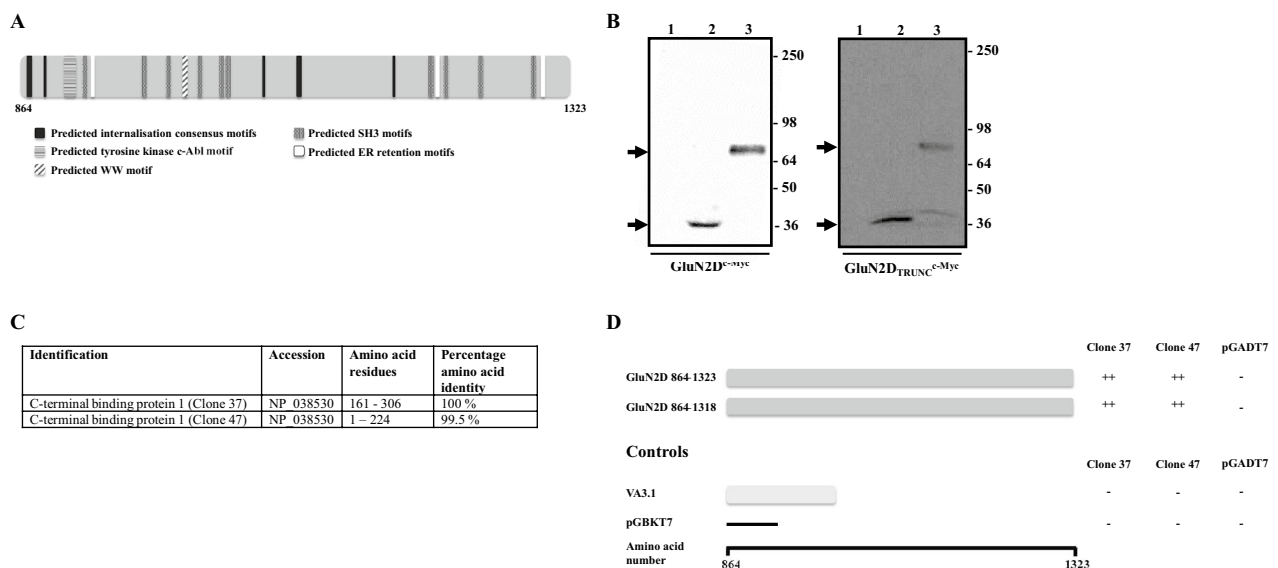 A
864
1323
Predicted internalisation consensus motifs
Predicted tyrosine kinase c-Abl motif
Predicted WW motif
Predicted SH3 motifs
Predicted ER retention motifs
B
1 2 3
- 250
- 98
- 64
- 50
- 36
GluN2Dc-Myc
1 2 3
- 250
- 98
- 64
- 50
- 36
GluN2DTRUNCc-Myc
C
Identification Accession Amino acid residues Percentage amino acid identity
C-terminal binding protein 1 (Clone 37) NP_038530 161 - 306 100 %
C-terminal binding protein 1 (Clone 47) NP_038530 1 – 224 99.5 %
D
Clone 37 Clone 47 pGADT7
GluN2D 864-1323 ++ ++ -
GluN2D 864-1318 ++ ++ -
Controls
Clone 37 Clone 47 pGADT7
VA3.1 - - -
pGBKT7 - - -
Amino acid
number
864 1323